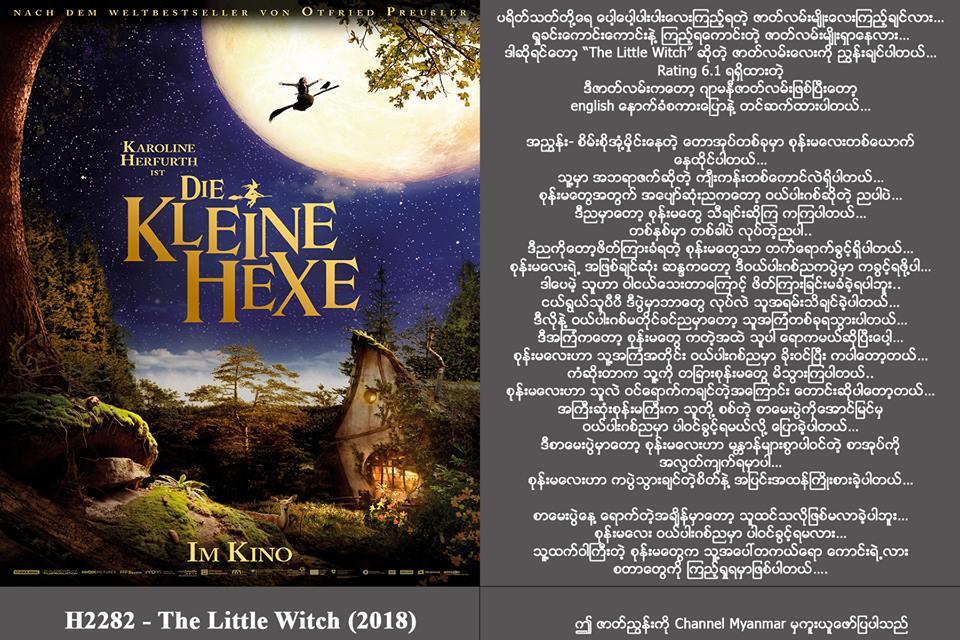 NACH DEM WELTBESTSELLER VON OTFRIED PREUßLER
KAROLINE
HERFURTH
IST
DIE
KLEINE
HEXE
IM KINO
H2282 - The Little Witch (2018)
ပရိတ်သတ်တို့ရေ ပေါ့ပေါ့ပါးပါးလေးကြည့်ရတဲ့ ဇာတ်လမ်းမျိုးလေးကြည့်ချင်လား...
ရှုခင်းကောင်းကောင်းနဲ့ ကြည့်ရကောင်းတဲ့ ဇာတ်လမ်းမျိုးရှာနေလား...
ဒါဆိုရင်တော့ “The Little Witch” ဆိုတဲ့ ဇာတ်လမ်းလေးကို ညွှန်းချင်ပါတယ်...
Rating 6.1 ရရှိထားတဲ့
ဒီဇာတ်လမ်းကတော့ ဂျာမနီဇာတ်လမ်းဖြစ်ပြီးတော့
english နောက်ခံစကားပြောနဲ့ တင်ဆက်ထားပါတယ်...
အညွှန်း- စိမ်းစိုအုံ့မှိုင်းနေတဲ့ တောအုပ်တစ်ခုမှာ စုန်းမလေးတစ်ယောက်
နေထိုင်ပါတယ်...
သူ့မှာ အဘရာဇက်ဆိုတဲ့ ကျီးကန်းတစ်ကောင်လဲရှိပါတယ်...
စုန်းမတွေအတွက် အပျော်ဆုံးညကတော့ ဝယ်ပါးဂစ်ဆိုတဲ့ ညပါပဲ...
ဒီညမှာတော့ စုန်းမတွေ သီချင်းဆိုကြ ကကြပါတယ်...
တစ်နှစ်မှာ တစ်ခါပဲ လုပ်တဲ့ညပါ..
ဒီညကိုတော့ဖိတ်ကြားခံရတဲ့ စုန်းမတွေသာ တက်ရောက်ခွင့်ရှိပါတယ်...
စုန်းမလေးရဲ့ အဖြစ်ချင်ဆုံး ဆန္ဒကတော့ ဒီဝယ်ပါးဂစ်ညကပွဲမှာ ကခွင့်ရဖို့ပါ...
ဒါပေမဲ့ သူဟာ ဝါငယ်သေးတာကြောင့် ဖိတ်ကြားခြင်းမခံခဲ့ရပါဘူး..
ငယ်ရွယ်သူပီပီ ဒီပွဲမှာဘာတွေ လုပ်လဲ သူအရမ်းသိချင်ခဲ့ပါတယ်...
ဒီလိုနဲ့ ဝယ်ပါးဂစ်မတိုင်ခင်ညမှာတော့ သူအကြံတစ်ခုရသွားပါတယ်...
ဒီအကြံကတော့ စုန်းမတွေ ကတဲ့အထဲ သူပါ ရောကမယ်ဆိုပြီးပေါ့...
စုန်းမလေးဟာ သူ့အကြံအတိုင်း ဝယ်ပါးဂစ်ညမှာ ခိုးဝင်ပြီး ကပါတော့တယ်...
ကံဆိုးတာက သူ့ကို တခြားစုန်းမတွေ မိသွားကြပါတယ်..
စုန်းမလေးဟာ သူလဲ ဝင်ရောက်ကချင်တဲ့အကြောင်း တောင်းဆိုပါတော့တယ်...
အကြီးဆုံးစုန်းမကြီးက သူတို့ စစ်တဲ့ စာမေးပွဲကိုအောင်မြင်မှ
ဝယ်ပါးဂစ်ညမှာ ပါဝင်ခွင့်ရမယ်လို့ ပြောခဲ့ပါတယ်...
ဒီစာမေးပွဲမှာတော့ စုန်းမလေးဟာ မန္တာန်များစွာပါဝင်တဲ့ စာအုပ်ကို
အလွတ်ကျက်ရမှာပါ...
စုန်းမလေးဟာ ကပွဲသွားချင်တဲ့စိတ်နဲ့ အပြင်းအထန်ကြိုးစားခဲ့ပါတယ်...
စာမေးပွဲနေ့ ရောက်တဲ့အချိန်မှာတော့ သူထင်သလိုဖြစ်မလာခဲ့ပါဘူး...
စုန်းမလေး ဝယ်ပါးဂစ်ညမှာ ပါဝင်ခွင့်ရမလား...
သူ့ထက်ဝါကြီးတဲ့ စုန်းမတွေက သူ့အပေါ်တကယ်ရော ကောင်းရဲ့လား
စတာတွေကို ကြည့်ရှုရမှာဖြစ်ပါတယ်....
ဤ ဇာတ်ညွှန်းကို Channel Myanmar မှကူးယူဖော်ပြပါသည်